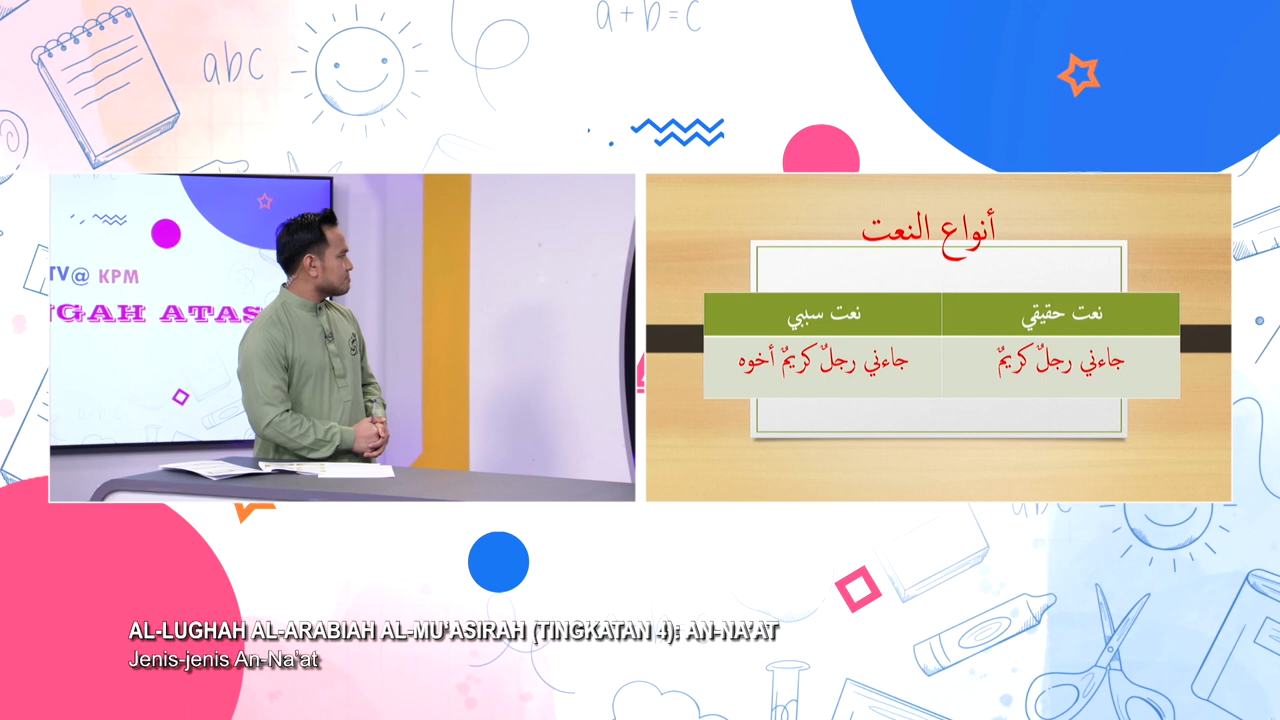 abc
a+b=c
TV@ KPM
NGAH ATAS
أنواع النعت
نعت حقيقي
نعت سببي
جاءني رجلٌ كريمٌ
جاءني رجلٌ كريمٌ أخوه
AL-LUGHAH AL-ARABIAH AL-MU'ASIRAH (TINGKATAN 4): AN-NA'AT
Jenis-jenis An-Na'at